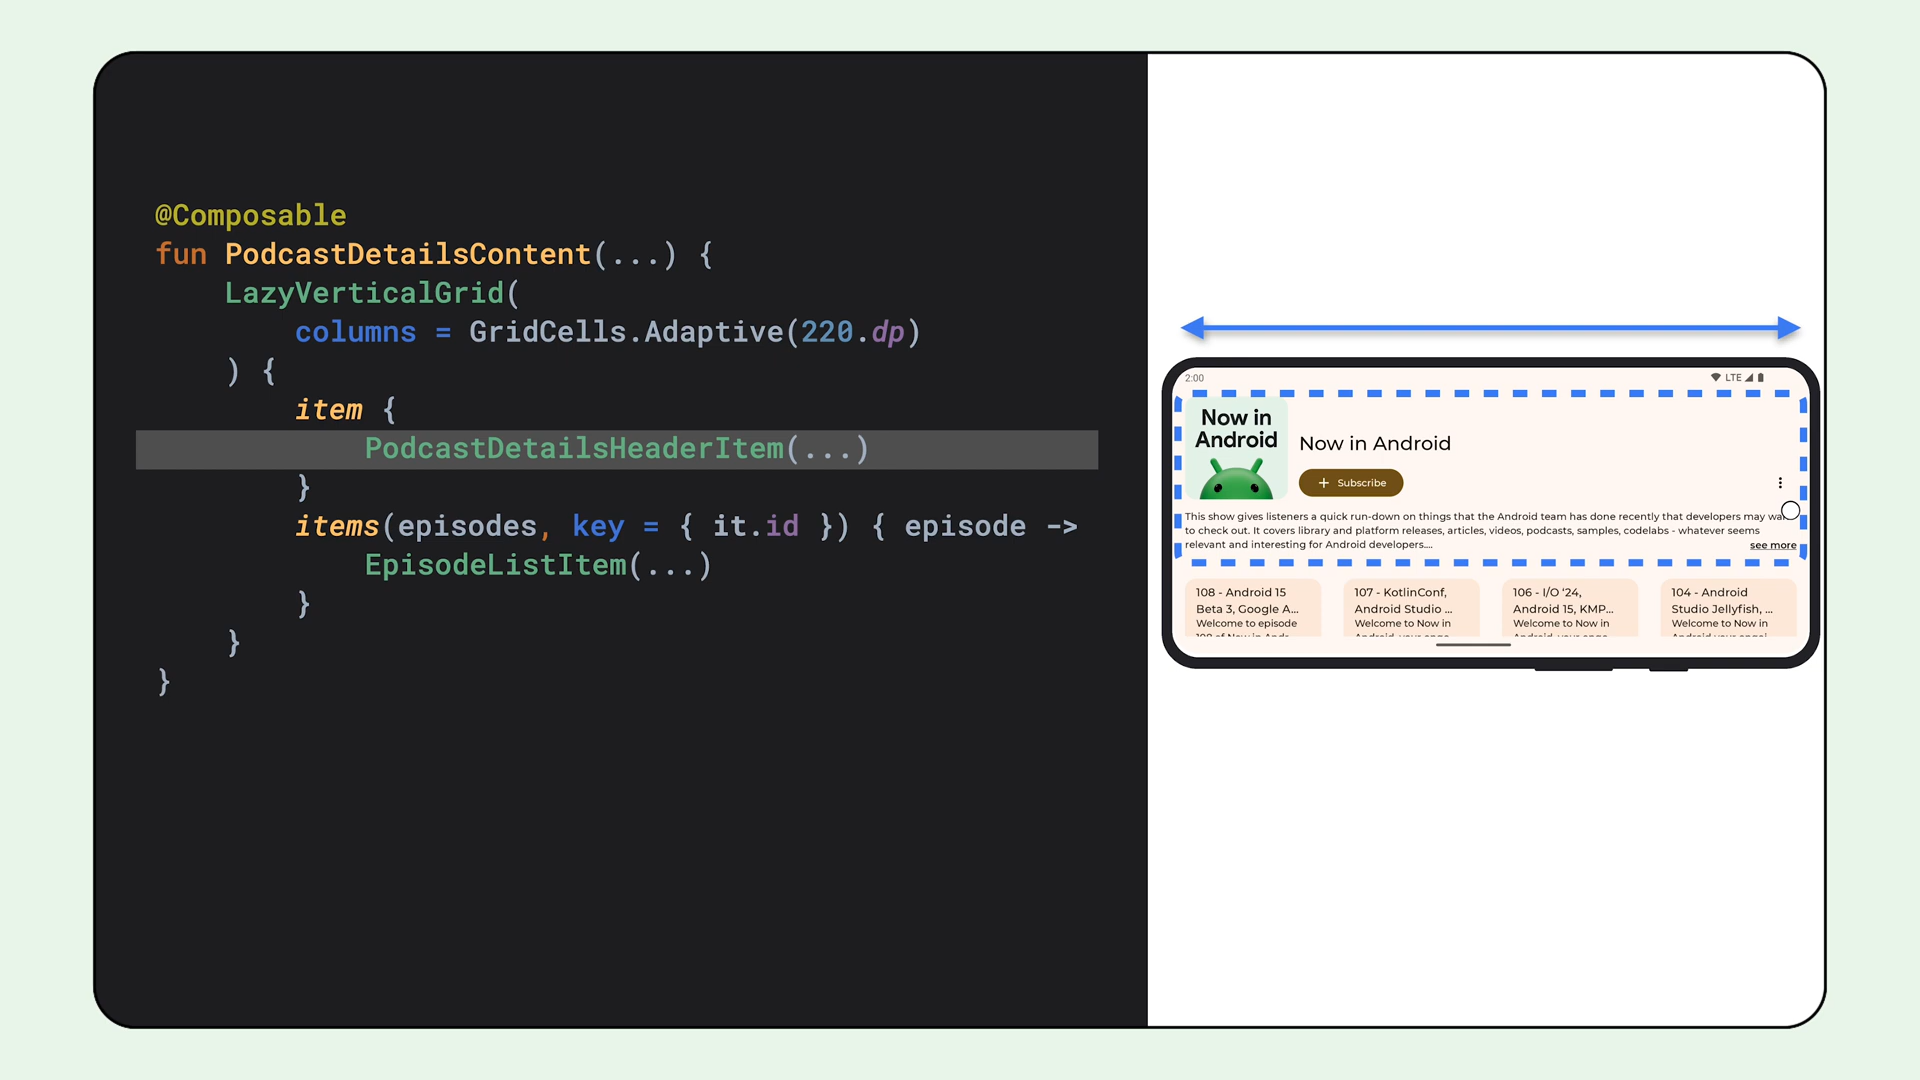 @Composable
fun PodcastDetailsContent(...) {
    LazyVerticalGrid(
        columns = GridCells.Adaptive(220.dp)
    ) {
        item {
            PodcastDetailsHeaderItem(...)
        }
        items(episodes, key = { it.id }) { episode ->
            EpisodeListItem(...)
        }
    }
}
2:00
LTE
Now in
Android
Now in Android
+ Subscribe
This show gives listeners a quick run-down on things that the Android team has done recently that developers may
to check out. It covers library and platform releases, articles, videos, podcasts, samples, codelabs - whatever seems
relevant and interesting for Android developers....
see more
108 - Android 15
Beta 3, Google A...
Welcome to episode
107 - KotlinConf,
Android Studio ...
Welcome to Now in
106 - I/O ‘24,
Android 15, KMP...
Welcome to Now in
104 - Android
Studio Jellyfish, ...
Welcome to Now in